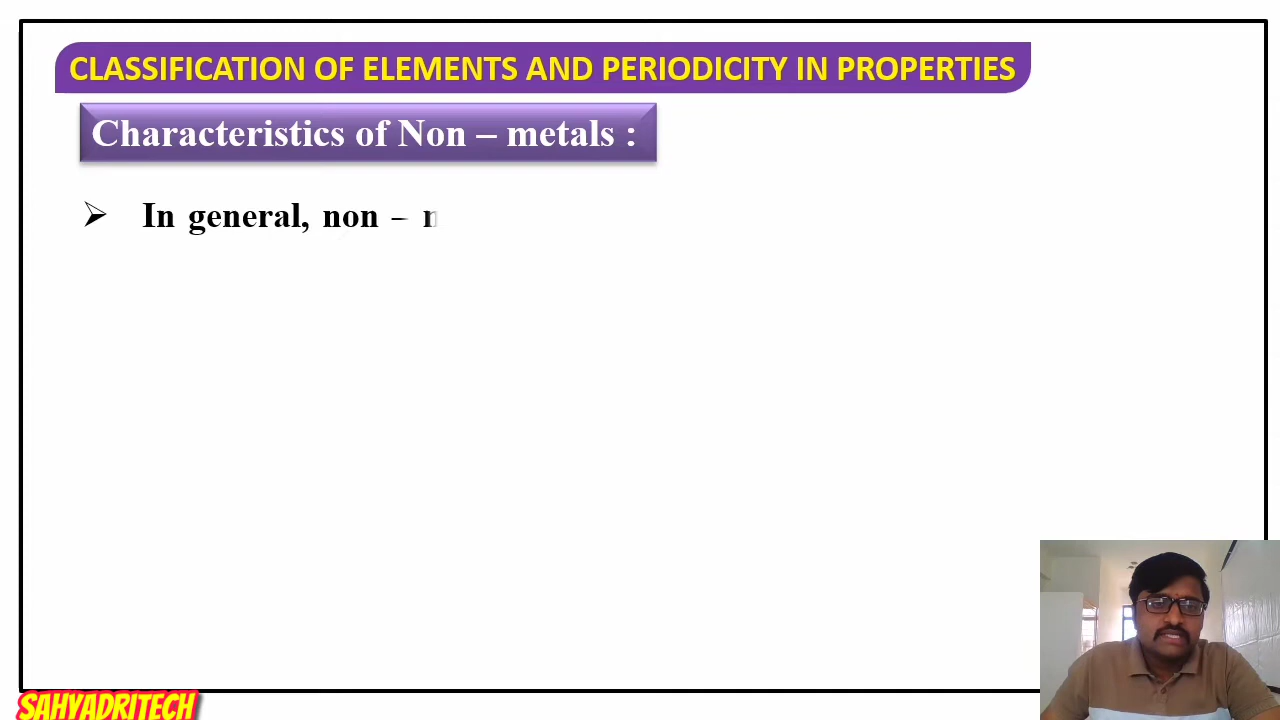 CLASSIFICATION OF ELEMENTS AND PERIODICITY IN PROPERTIES
Characteristics of Non – metals :
➢ In general, non –
SAHYADRITECH